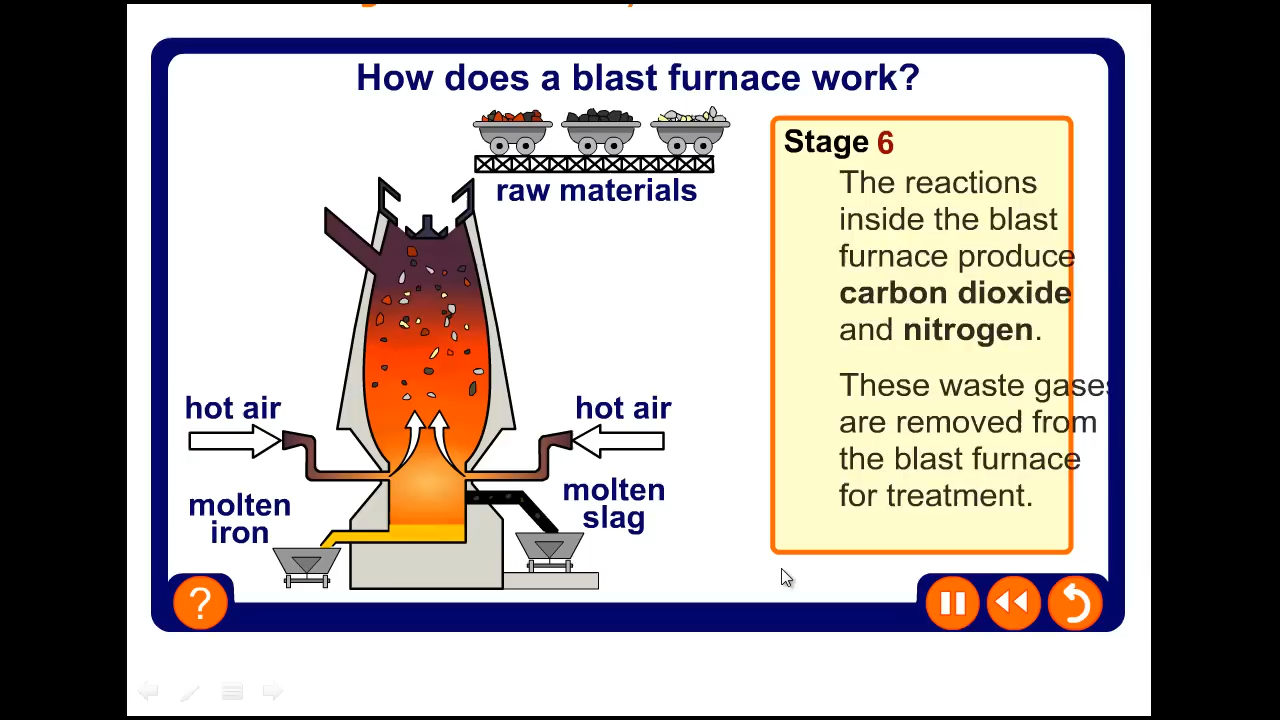 How does a blast furnace work?
raw materials
Stage 6
The reactions
inside the blast
furnace produce
carbon dioxide
and nitrogen.
These waste gases
are removed from
the blast furnace
for treatment.
hot air
hot air
molten
iron
molten
slag
?